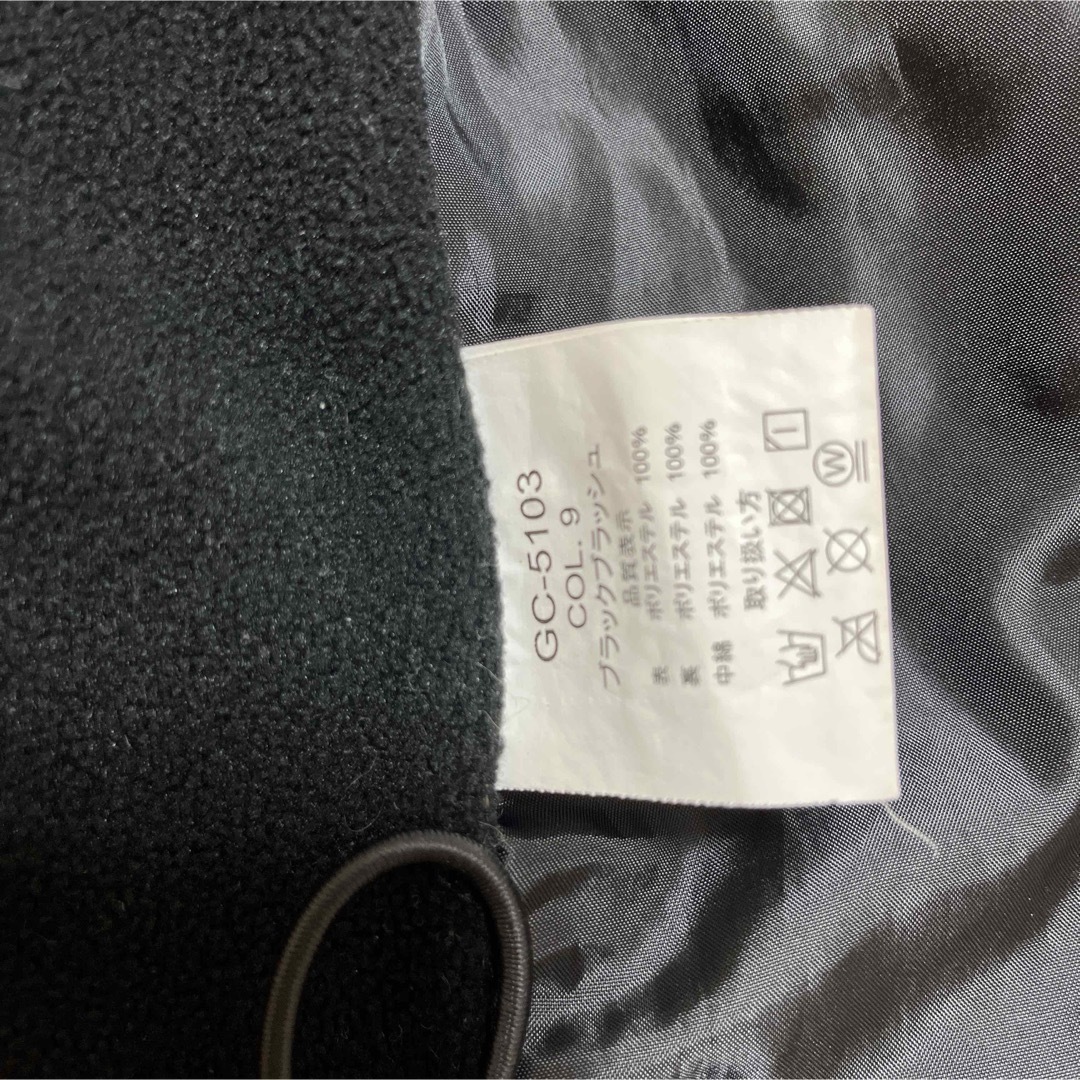 GC-5103
COL. 9
ブラックブラッシュ
品質表示
表 ポリエステル 100%
裏 ポリエステル 100%
中綿 ポリエステル 100%
取り扱い方
W